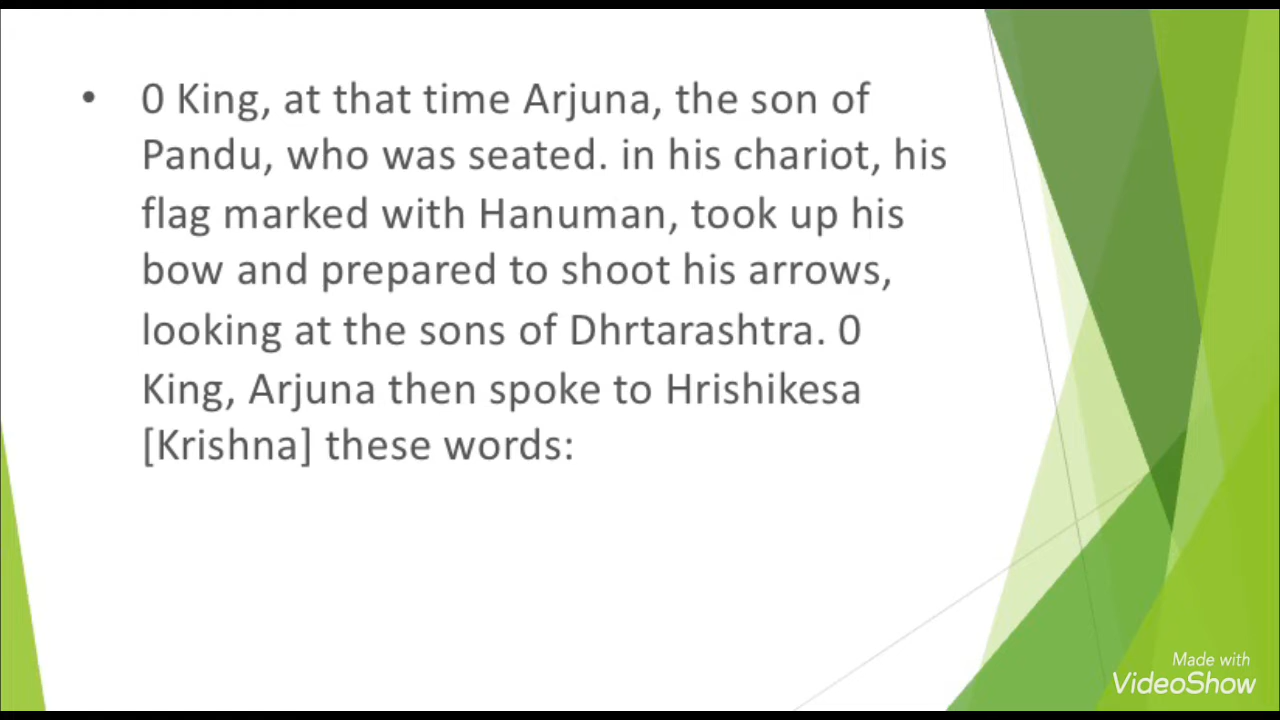 • 0 King, at that time Arjuna, the son of
Pandu, who was seated. in his chariot, his
flag marked with Hanuman, took up his
bow and prepared to shoot his arrows,
looking at the sons of Dhrtarashtra. 0
King, Arjuna then spoke to Hrishikesa
[Krishna] these words:
Made with
VideoShow